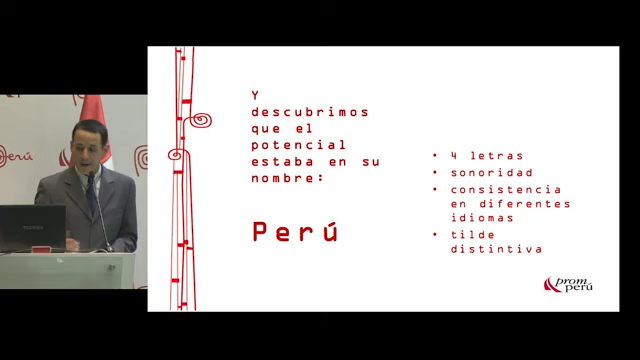 Perú
Y
descubrimos
que el
potencial
estaba en su
nombre:
Perú
• 4 letras
• sonoridad
• consistencia
en diferentes
idiomas
• tilde
distintiva
prom
perú